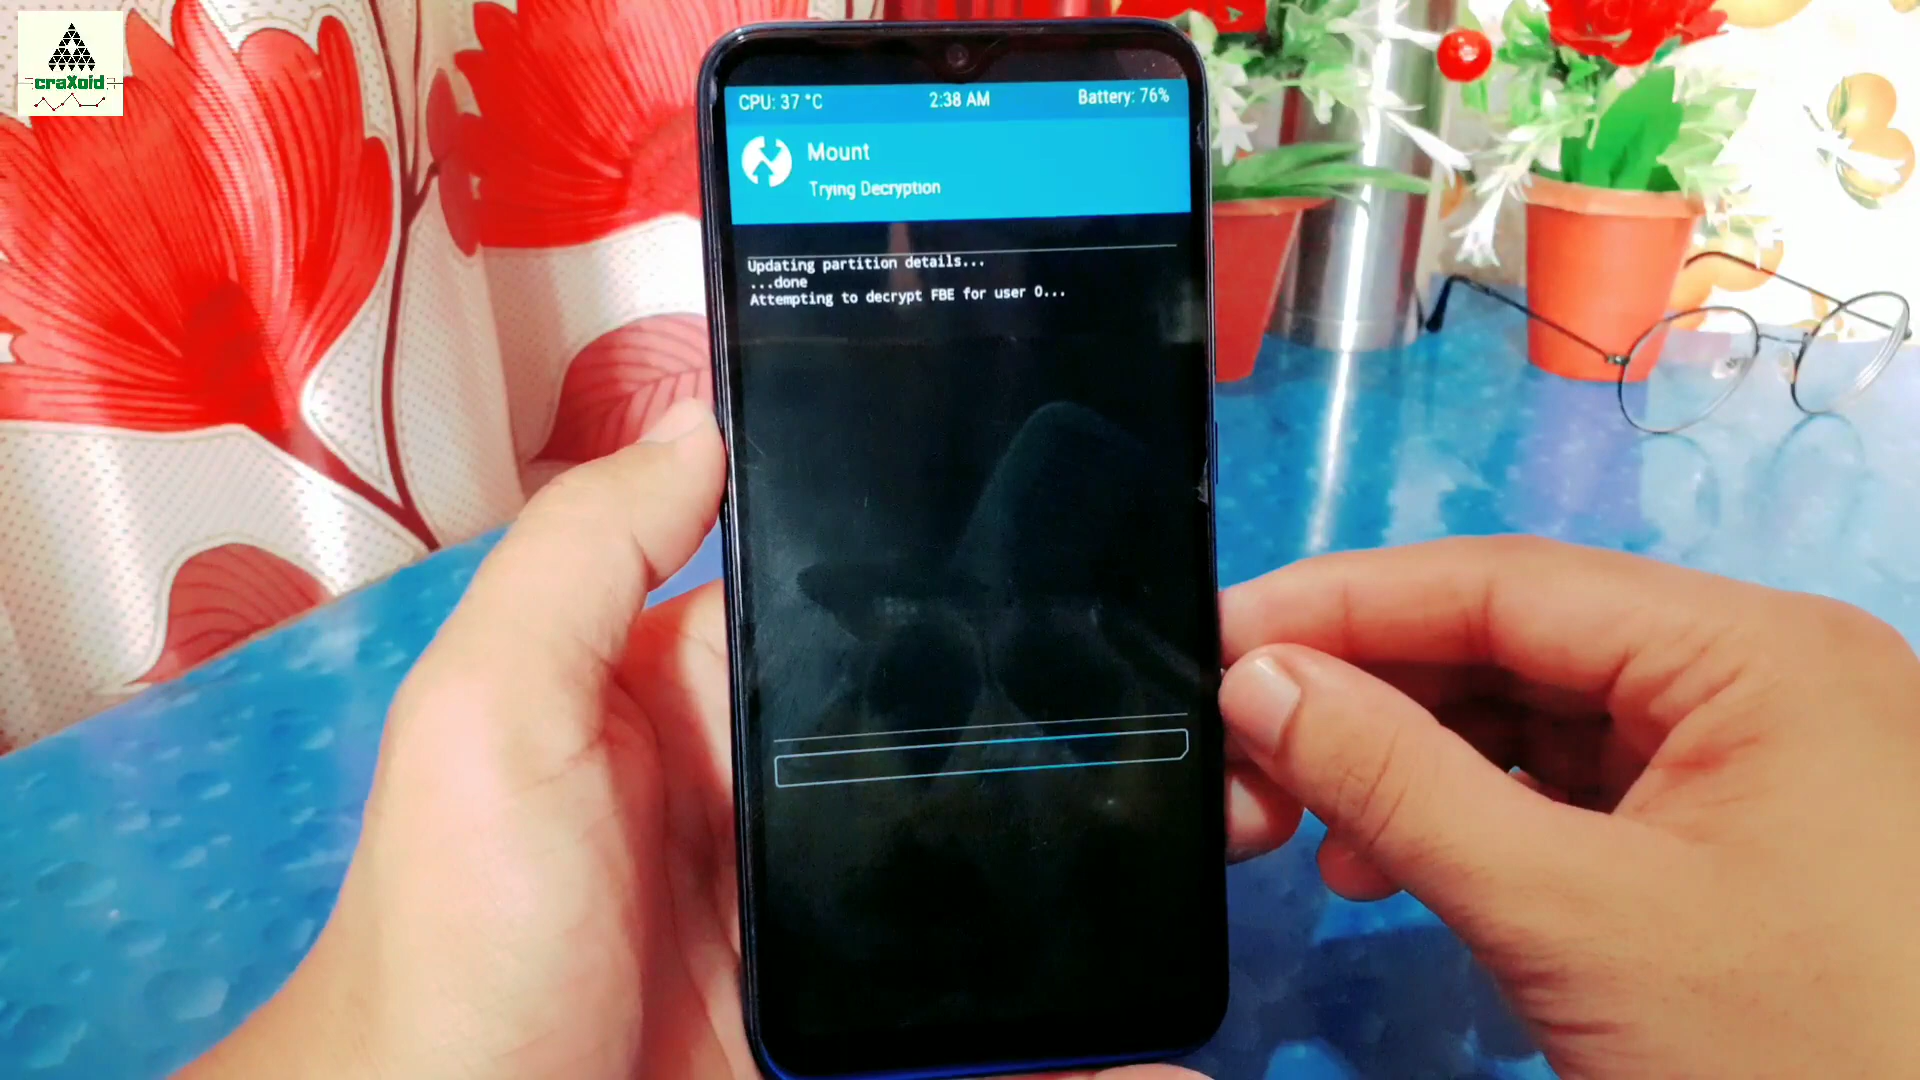 craXoid
CPU: 37 °C 2:38 AM Battery: 76%
Mount
Trying Decryption
Updating partition details...
...done
Attempting to decrypt FBE for user 0...